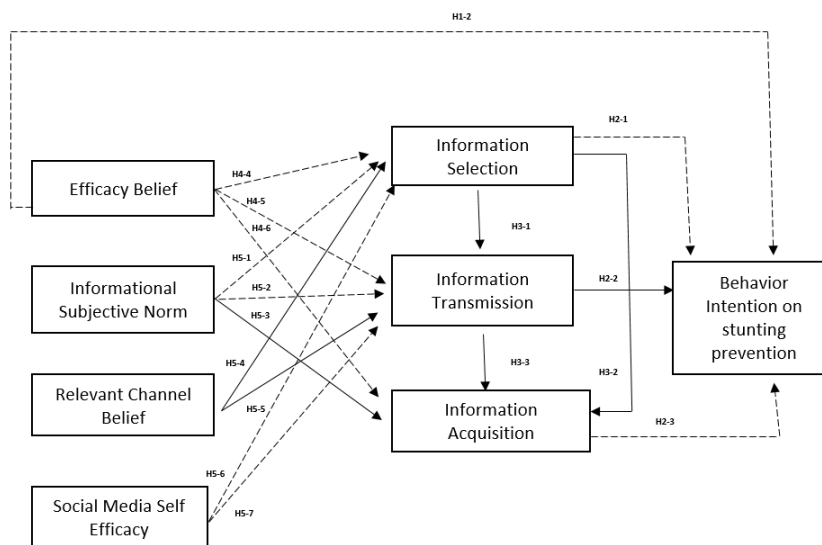 H1-2
H2-1
Information
Selection
Efficacy Belief
H4-4
H4-5
H4-6
H3-1
H5-1
Informational
Subjective Norm
H5-2
H5-3
Information
Transmission
H2-2
Behavior
Intention on
stunting
prevention
H5-4
H3-3
H3-2
Relevant Channel
Belief
H5-5
Information
Acquisition
H2-3
H5-6
Social Media Self
Efficacy
H5-7